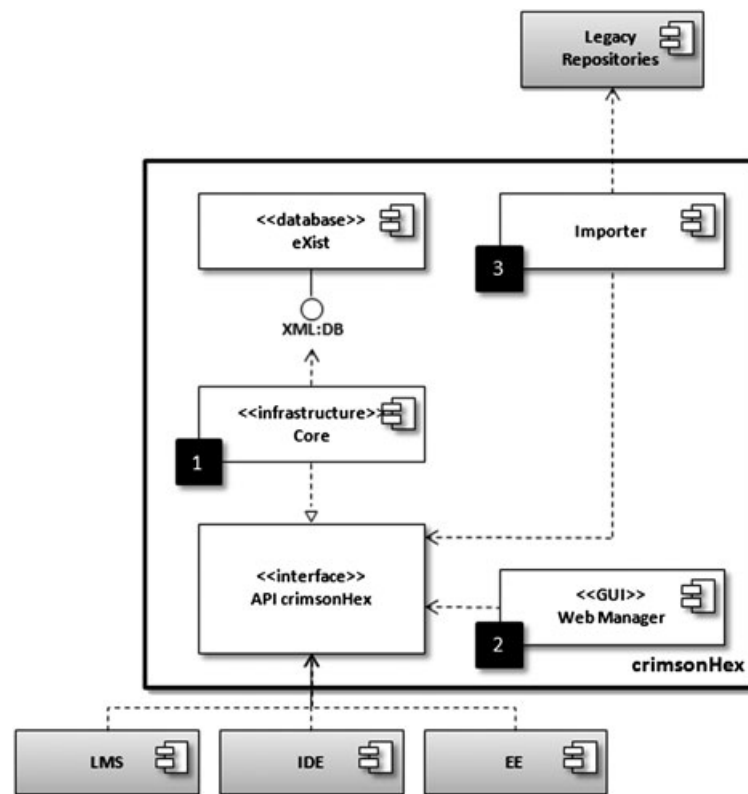 Legacy
Repositories
<<database>>
eXist
Importer
3
XML:DB
<<infrastructure>>
Core
1
<<interface>>
API crimsonHex
<<GUI>>
Web Manager
2
crimsonHex
LMS
IDE
EE